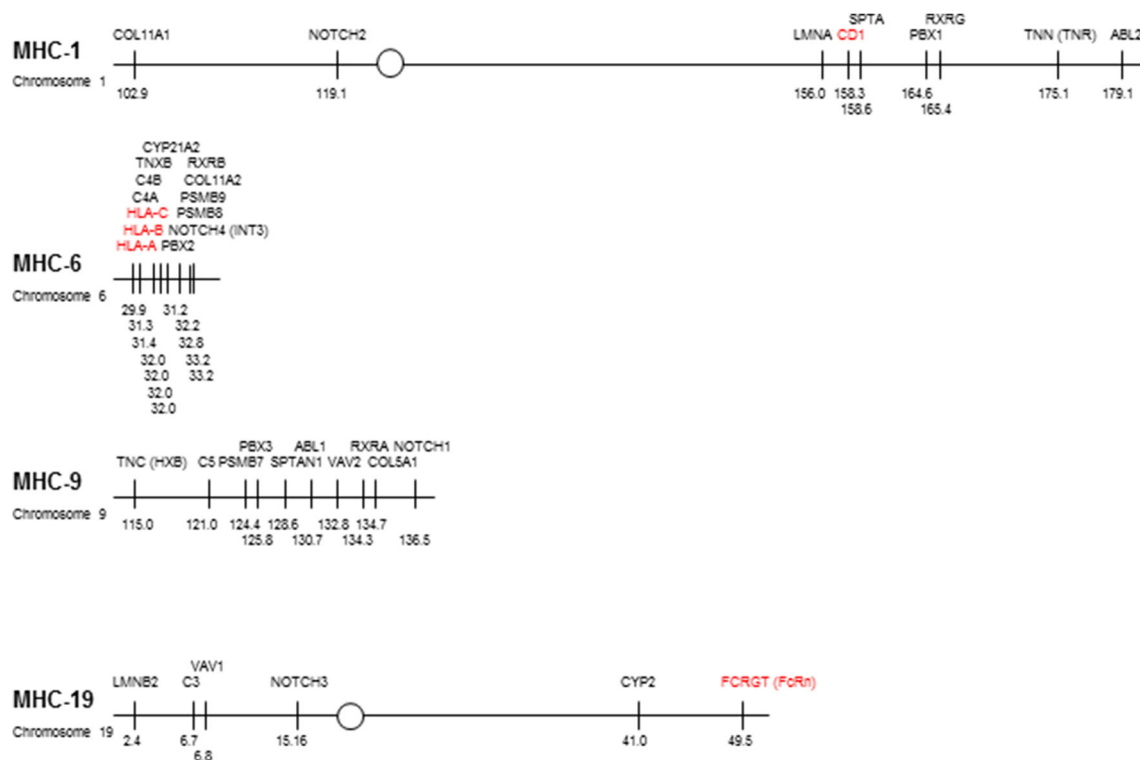 SPTA RXRG
COL11A1 NOTCH2 LMNA CD1 PBX1 TNN (TNR) ABL2
MHC-1
Chromosome 1
102.9 119.1 156.0 158.3 164.6 175.1 179.1
158.6 165.4
CYP21A2
TNXB RXRB
C4B COL11A2
C4A PSMB9
HLA-C PSMB8
HLA-B NOTCH4 (INT3)
HLA-A PBX2
MHC-6
Chromosome 6
29.9 31.2
31.3 32.2
31.4 32.8
32.0 33.2
32.0 33.2
32.0
32.0
PBX3 ABL1 RXRA NOTCH1
TNC (HXB) C5 PSMB7 SPTAN1 VAV2 COL5A1
MHC-9
Chromosome 9
115.0 121.0 124.4 128.6 132.8 134.7
125.8 130.7 134.3 136.5
VAV1
LMNB2 C3 NOTCH3 CYP2 FCRGT (FcRn)
MHC-19
Chromosome 19
2.4 6.7 15.16 41.0 49.5
6.8